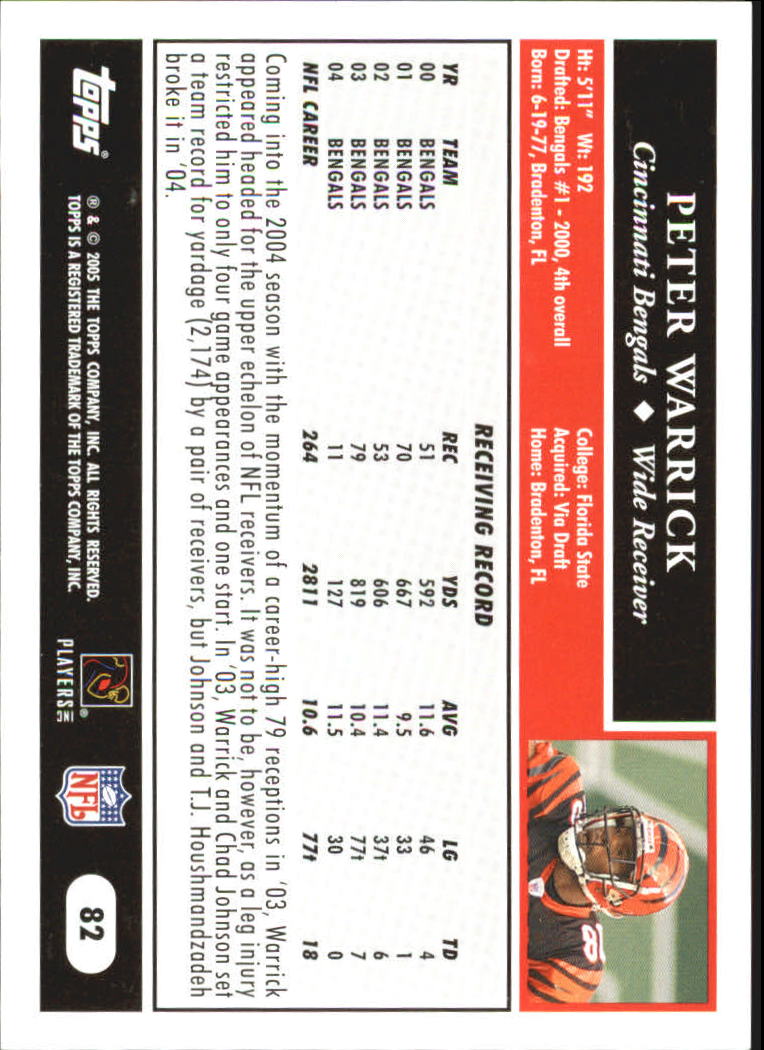 PETER WARRICK
Cincinnati Bengals ◆ Wide Receiver
Ht: 5'11" Wt: 192 College: Florida State
Drafted: Bengals #1 - 2000, 4th overall Acquired: Via Draft
Born: 6-19-77, Bradenton, FL Home: Bradenton, FL
RECEIVING RECORD
YR TEAM REC YDS AVG LG TD
00 BENGALS 51 592 11.6 46 4
01 BENGALS 70 667 9.5 33 1
02 BENGALS 53 606 11.4 37† 6
03 BENGALS 79 819 10.4 77† 7
04 BENGALS 11 127 11.5 30 0
NFL CAREER 264 2811 10.6 77† 18
Coming into the 2004 season with the momentum of a career-high 79 receptions in '03, Warrick
appeared headed for the upper echelon of NFL receivers. It was not to be, however, as a leg injury
restricted him to only four game appearances and one start. In '03, Warrick and Chad Johnson set
a team record for yardage (2,174) by a pair of receivers, but Johnson and T.J. Houshmandzadeh
broke it in '04.
topps®
® & © 2005 THE TOPPS COMPANY, INC. ALL RIGHTS RESERVED.
TOPPS IS A REGISTERED TRADEMARK OF THE TOPPS COMPANY, INC.
PLAYERS INC
®
NFL
82
8